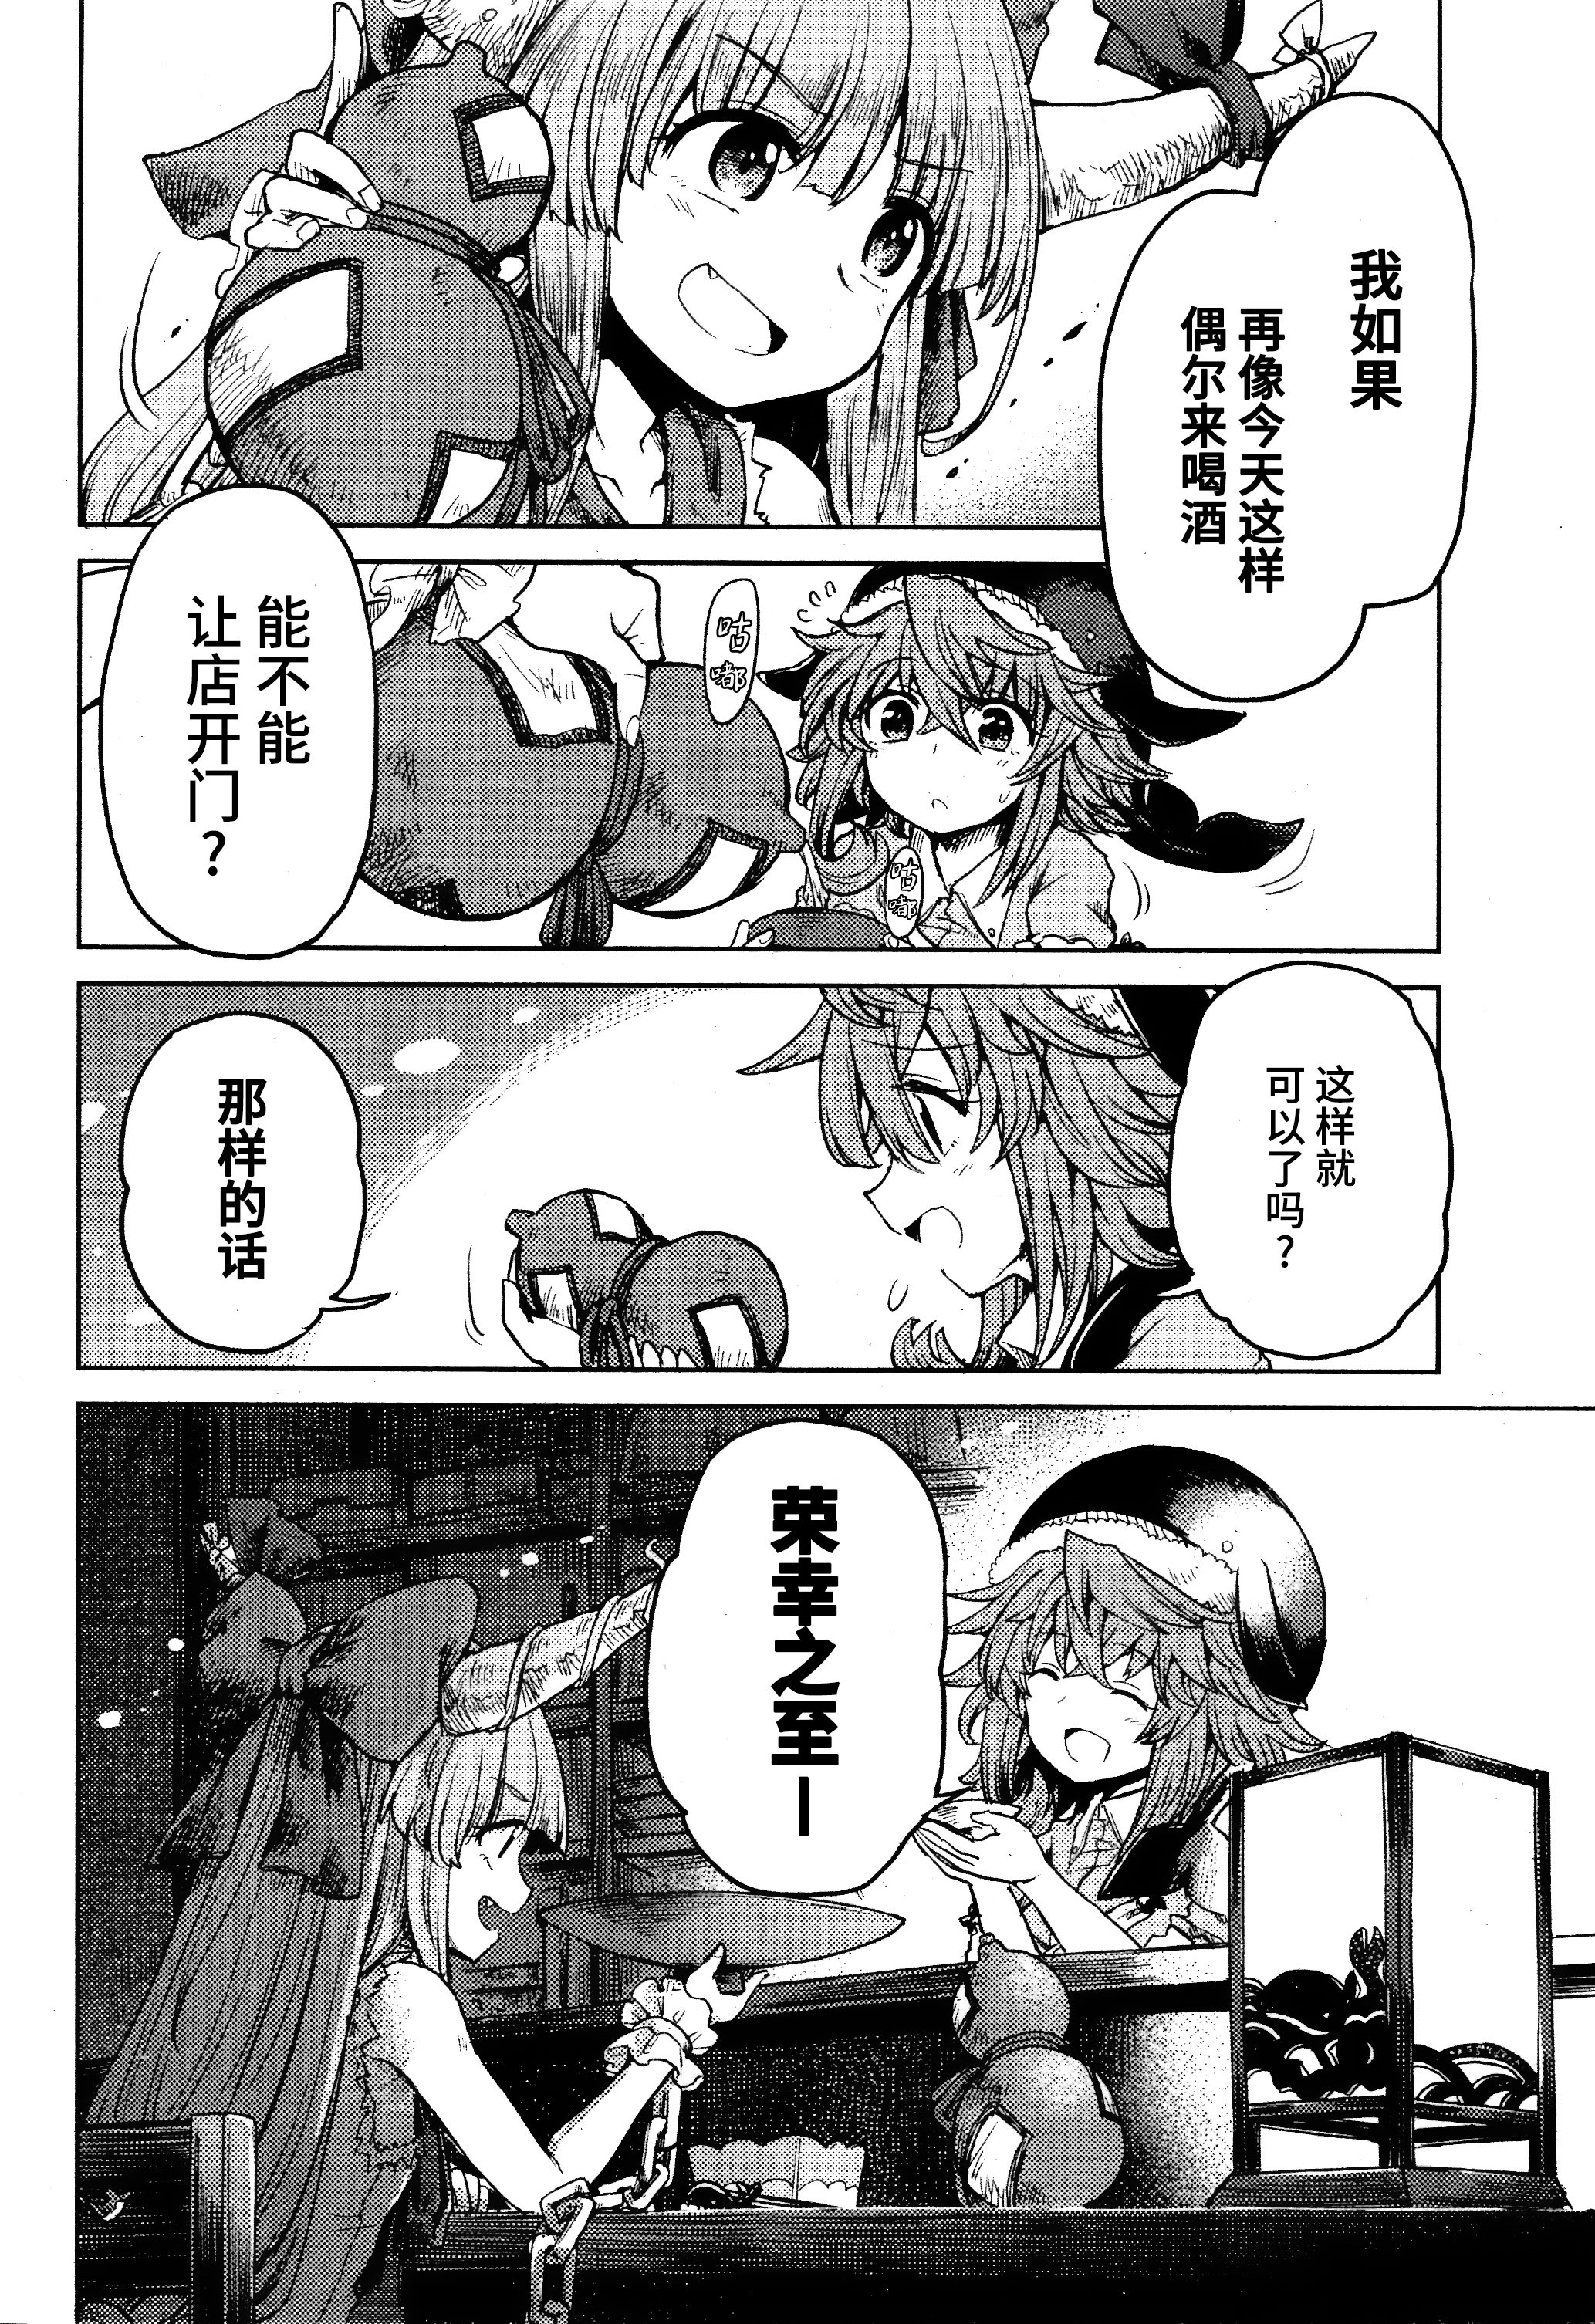 我如果
再像今天这样
偶尔来喝酒
能不能
让店开门？
咕嘟
咕嘟
这样就
可以了吗？
那样的话
荣幸之至ー